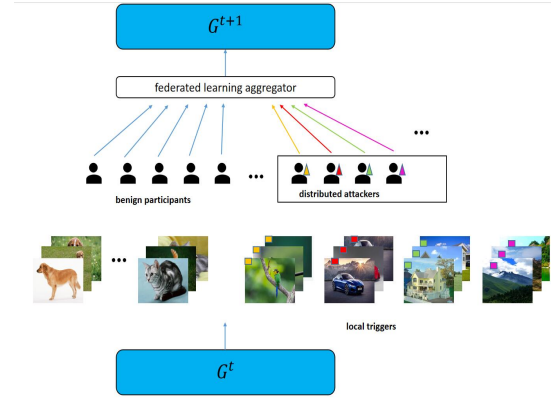 G^{t+1}
federated learning aggregator
...
...
benign participants
distributed attackers
...
local triggers
G^t